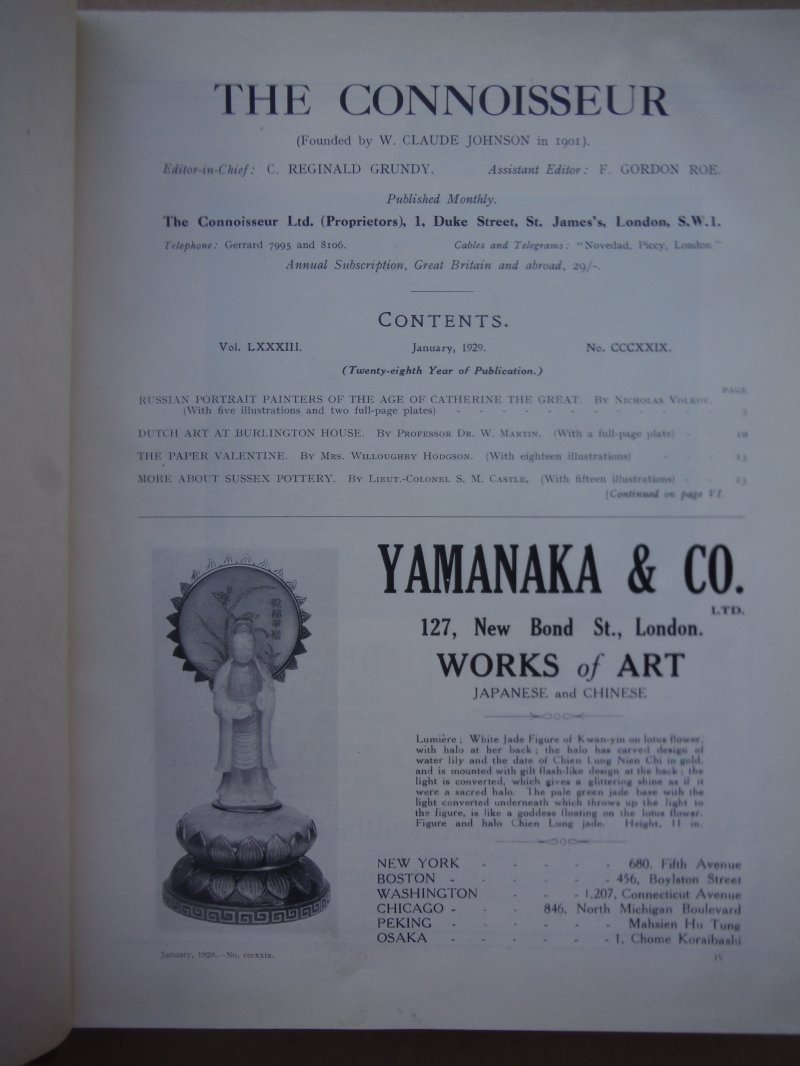 THE CONNOISSEUR
(Founded by W. CLAUDE JOHNSON in 1901).
Editor-in-Chief: C. REGINALD GRUNDY. Assistant Editor: F. GORDON ROE.
Published Monthly.
The Connoisseur Ltd. (Proprietors), 1, Duke Street, St. James's, London, S.W.1.
Telephone: Gerrard 7995 and 8106. Cables and Telegrams: "Novedad, Piccy, London."
Annual Subscription, Great Britain and abroad, 29/-.
CONTENTS.
Vol. LXXXIII. January, 1929. No. CCCXXIX.
(Twenty-eighth Year of Publication.)
PAGE
RUSSIAN PORTRAIT PAINTERS OF THE AGE OF CATHERINE THE GREAT. By Nicholas Volkov.
(With five illustrations and two full-page plates) - - - - - - - - - - 3
DUTCH ART AT BURLINGTON HOUSE. By Professor Dr. W. Martin. (With a full-page plate) - - 10
THE PAPER VALENTINE. By Mrs. Willoughby Hodgson. (With eighteen illustrations) - - - 13
MORE ABOUT SUSSEX POTTERY. By Lieut.-Colonel S. M. Castle. (With fifteen illustrations) - - 23
[Continued on page VI.
YAMANAKA & CO.
LTD.
127, New Bond St., London.
WORKS of ART
JAPANESE and CHINESE
Lumière: White Jade Figure of Kwan-yin on lotus flower,
with halo at her back; the halo has carved design of
water lily and the date of Chien Lung Nien Chi in gold,
and is mounted with gilt flash-like design at the back; the
light is converted, which gives a glittering shine as if it
were a sacred halo. The pale green jade base with the
light converted underneath which throws up the light to
the figure, is like a goddess floating on the lotus flower.
Figure and halo Chien Lung jade. Height, 11 in.
NEW YORK - - - - - 680, Fifth Avenue
BOSTON - - - - - - 456, Boylston Street
WASHINGTON - - - 1,207, Connecticut Avenue
CHICAGO - - - 846, North Michigan Boulevard
PEKING - - - - - - Mahsien Hu Tung
OSAKA - - - - - - 1, Chome Koraibashi
January, 1929.—No. cccxxix.
IV